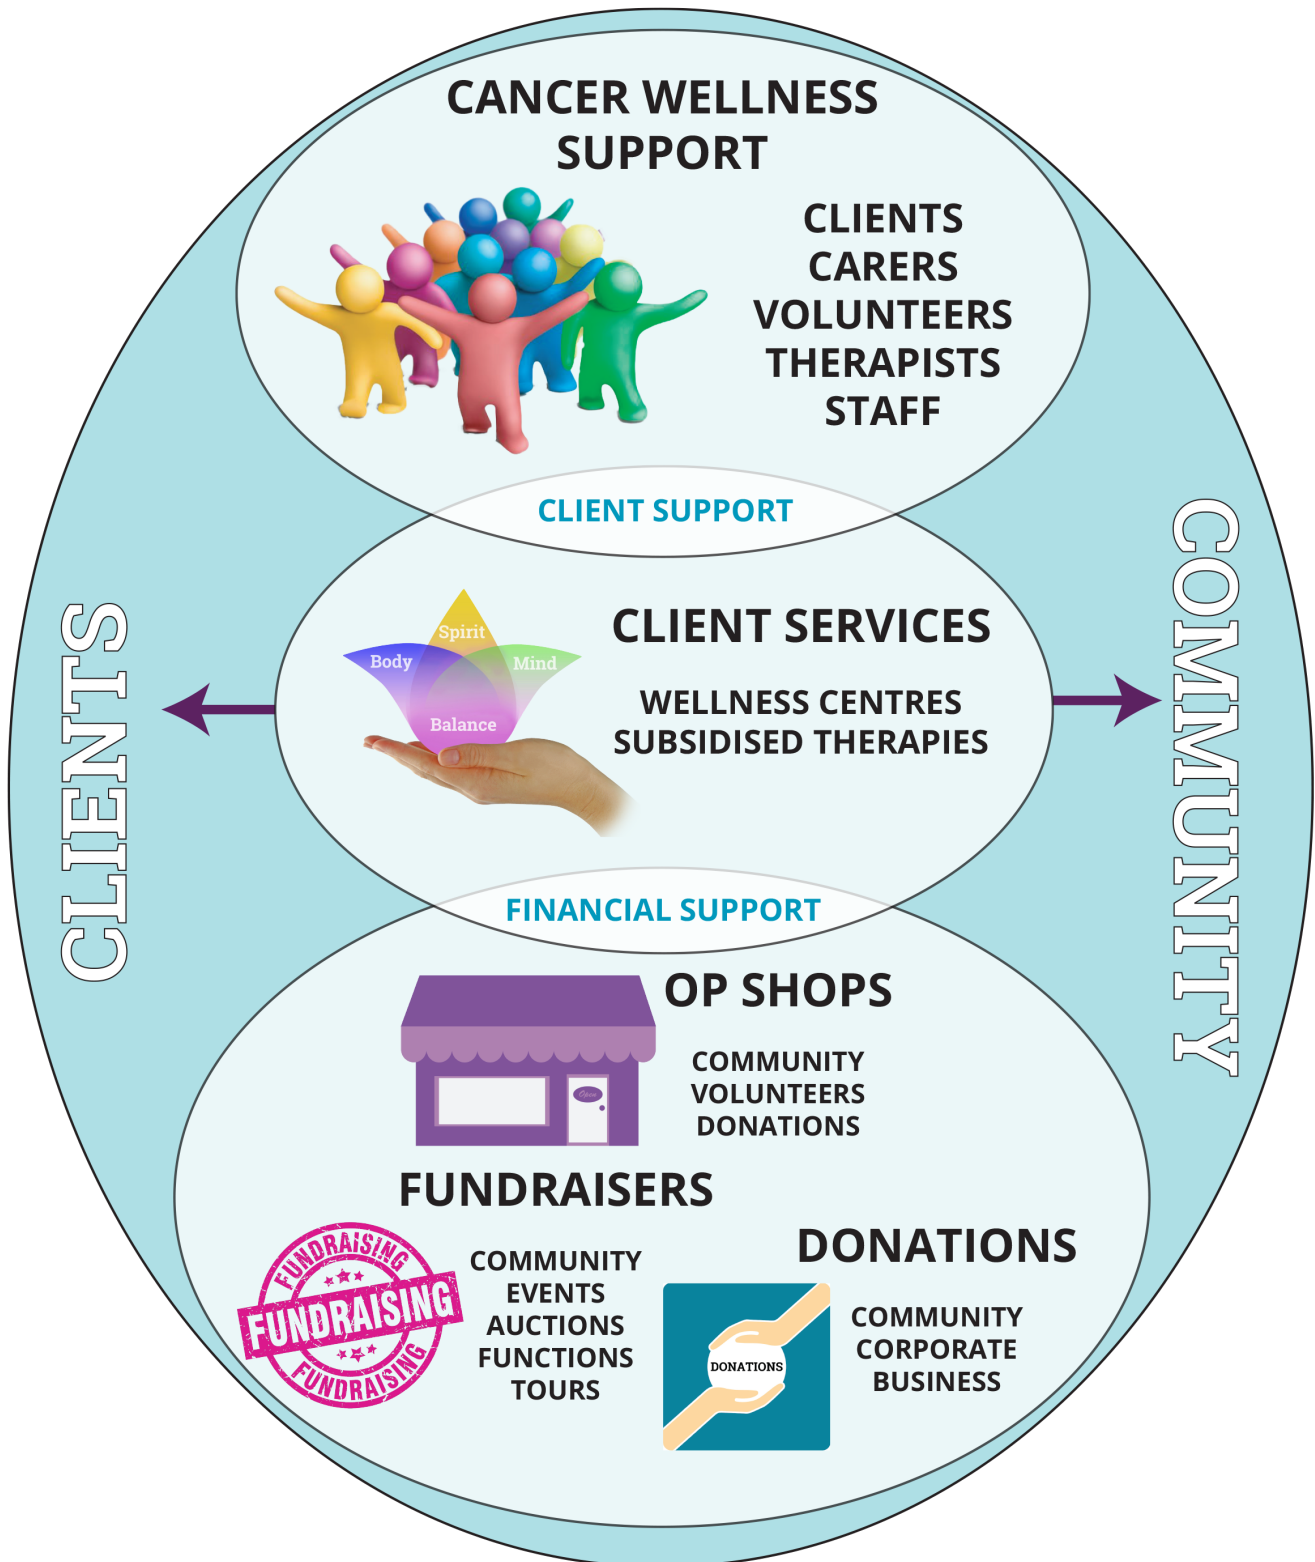 CANCER WELLNESS
SUPPORT
CLIENTS
CARERS
VOLUNTEERS
THERAPISTS
STAFF
CLIENT SUPPORT
CLIENTS
Spirit
Body
Mind
Balance
CLIENT SERVICES
WELLNESS CENTRES
SUBSIDISED THERAPIES
COMMUNITY
FINANCIAL SUPPORT
OP SHOPS
Open
COMMUNITY
VOLUNTEERS
DONATIONS
FUNDRAISERS
FUNDRAISING
FUNDRAISING
FUNDRAISING
COMMUNITY
EVENTS
AUCTIONS
FUNCTIONS
TOURS
DONATIONS
DONATIONS
COMMUNITY
CORPORATE
BUSINESS